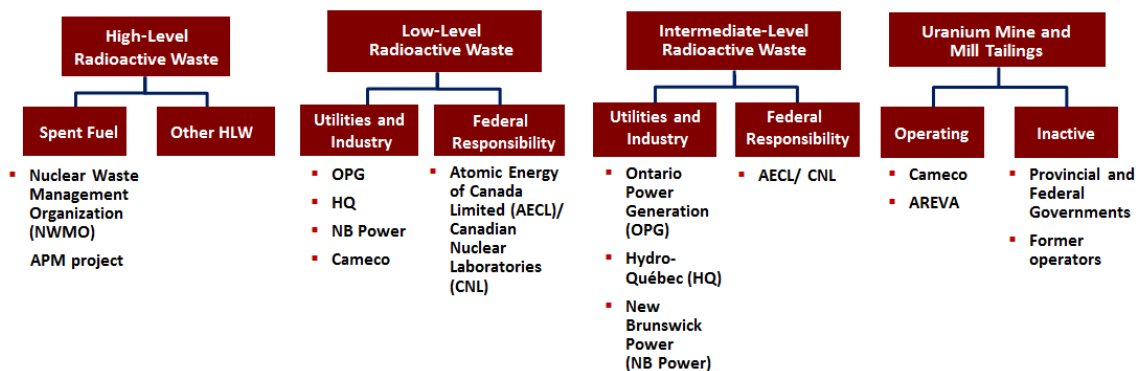 High-Level
Radioactive Waste
Spent Fuel
Other HLW
Nuclear Waste
Management
Organization
(NWMO)
APM project
Low-Level
Radioactive Waste
Utilities and
Industry
OPG
HQ
NB Power
Cameco
Federal
Responsibility
Atomic Energy
of Canada
Limited (AECL)/
Canadian
Nuclear
Laboratories
(CNL)
Intermediate-Level
Radioactive Waste
Utilities and
Industry
Ontario
Power
Generation
(OPG)
Hydro-
Québec (HQ)
New
Brunswick
Power
(NB Power)
Federal
Responsibility
AECL/ CNL
Uranium Mine and
Mill Tailings
Operating
Cameco
AREVA
Inactive
Provincial and
Federal
Governments
Former
operators